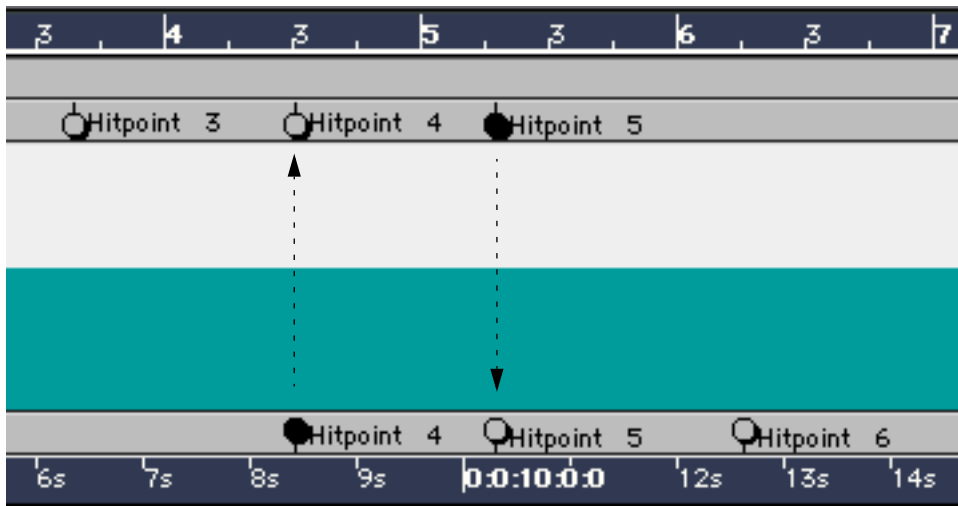 3 4 3 5 3 6 3 7
Hitpoint 3 Hitpoint 4 Hitpoint 5
Hitpoint 4 Hitpoint 5 Hitpoint 6
6s 7s 8s 9s 0:0:10:0:0 12s 13s 14s